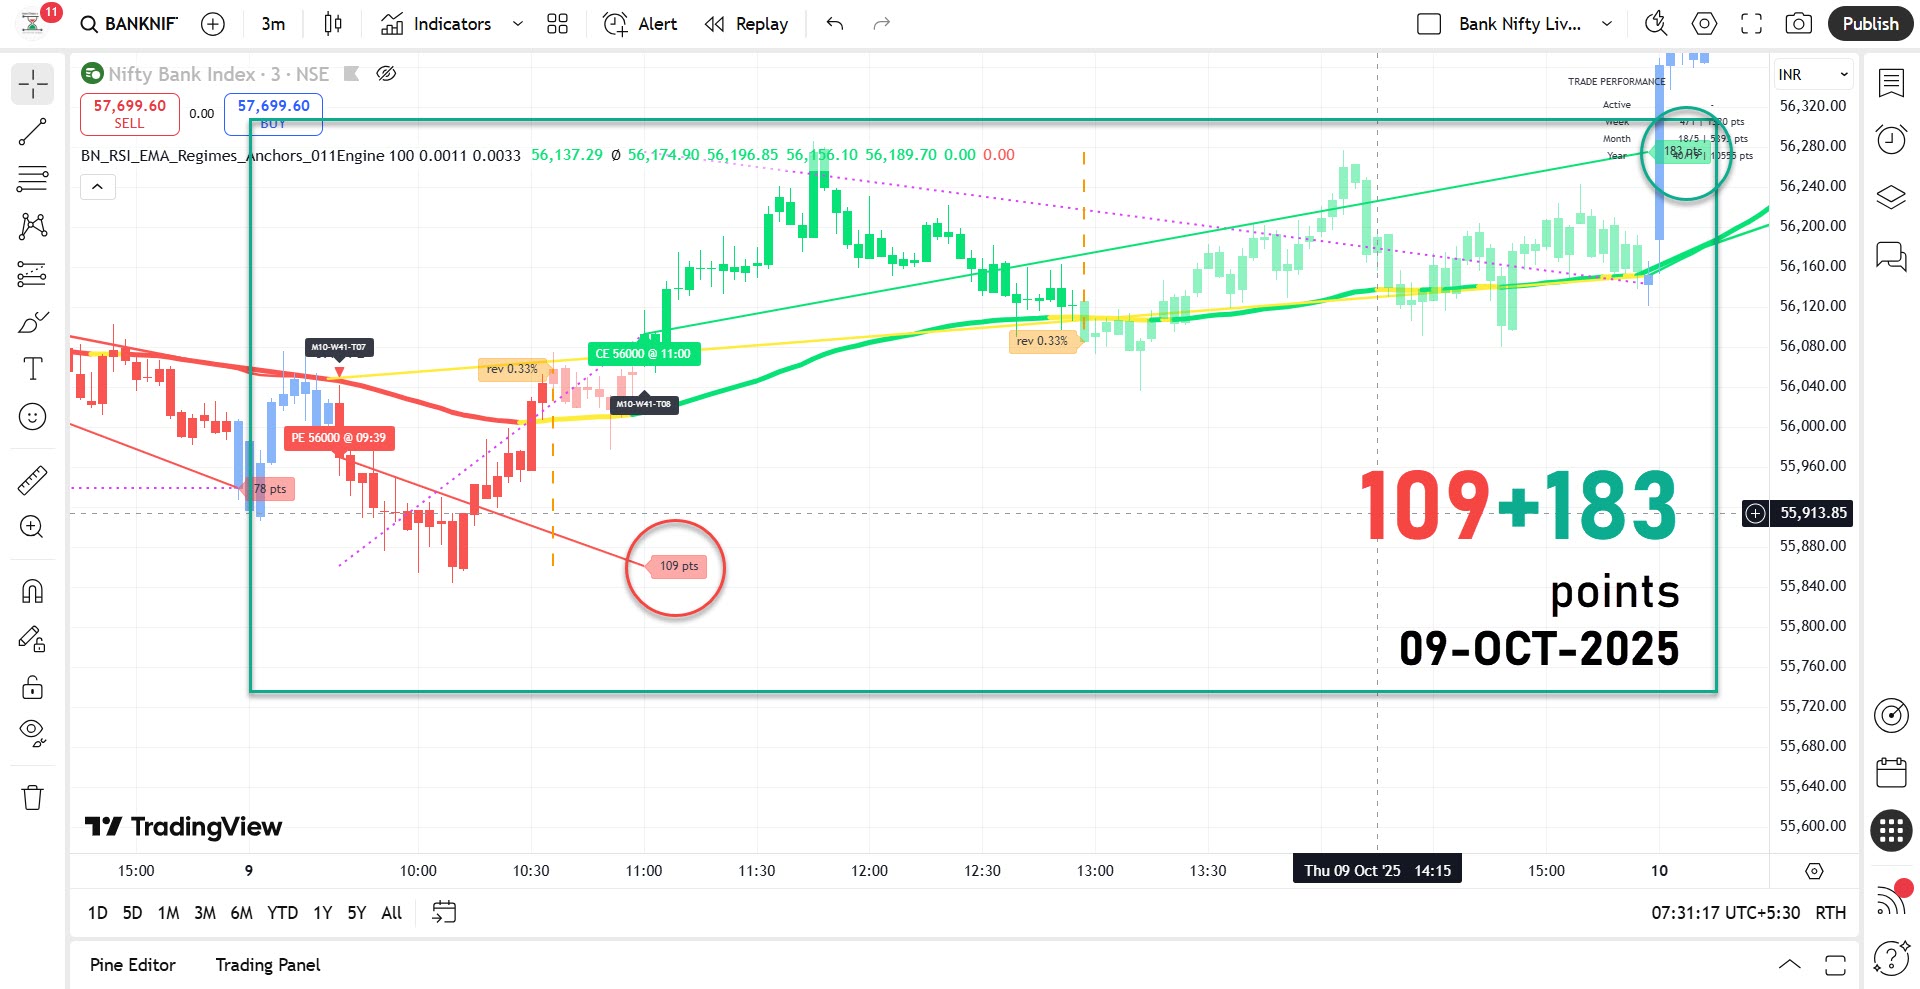 11
BANKNIF
3m
Indicators
Alert
Replay
Bank Nifty Liv...
Publish
Nifty Bank Index · 3 · NSE
57,699.60
SELL
0.00
57,699.60
BUY
BN_RSI_EMA_Regimes_Anchors_011Engine 100 0.0011 0.0033 56,137.29 Ø 56,174.90 56,196.85 56,156.10 56,189.70 0.00 0.00
TRADE PERFORMANCE
Active -
Week pts
Month 18/5 | pts
Year pts
183 pts
INR
56,320.00
56,280.00
56,240.00
56,200.00
56,160.00
56,120.00
56,080.00
56,040.00
56,000.00
55,960.00
55,913.85
55,880.00
55,840.00
55,800.00
55,760.00
55,720.00
55,680.00
55,640.00
55,600.00
M10-W41-T07
PE 56000 @ 09:39
78 pts
rev 0.33%
CE 56000 @ 11:00
M10-W41-T08
109 pts
rev 0.33%
109+183
points
09-OCT-2025
TradingView
15:00
9
10:00
10:30
11:00
11:30
12:00
12:30
13:00
13:30
Thu 09 Oct '25 14:15
15:00
10
1D 5D 1M 3M 6M YTD 1Y 5Y All
07:31:17 UTC+5:30 RTH
Pine Editor
Trading Panel